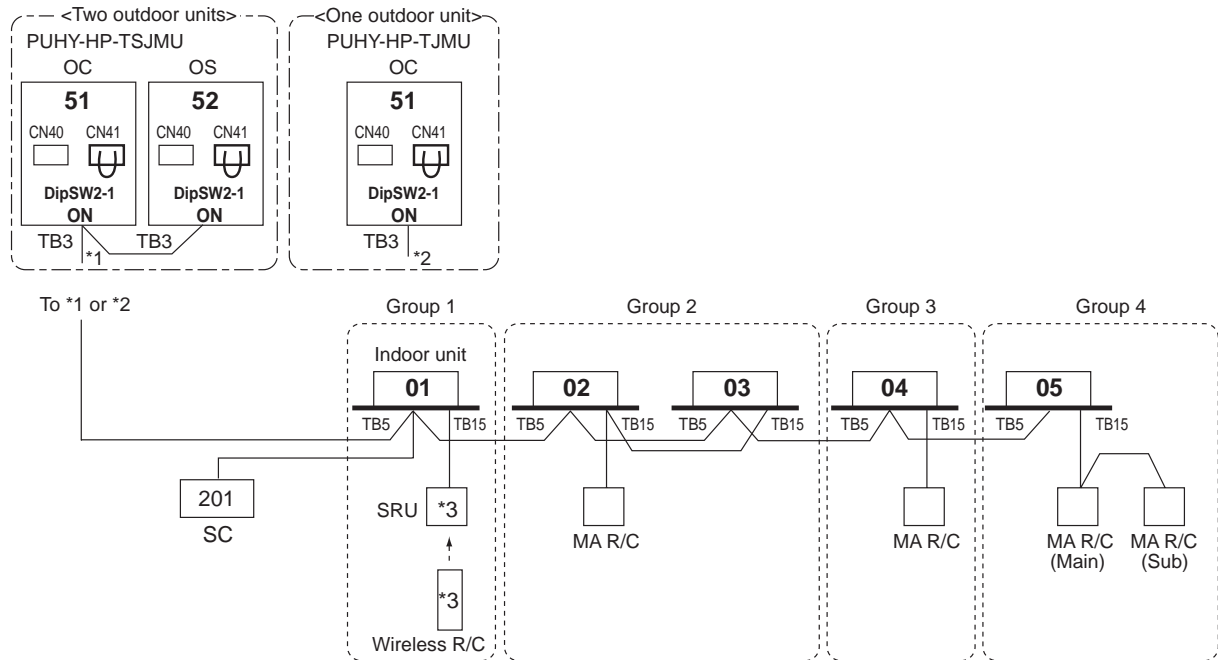 <Two outdoor units>
<One outdoor unit>
PUHY-HP-TSJMU
PUHY-HP-TJMU
OC
OS
OC
51
52
51
CN40 CN41
CN40 CN41
CN40 CN41
DipSW2-1
ON
DipSW2-1
ON
DipSW2-1
ON
TB3
*1
TB3
TB3
*2
To *1 or *2
Group 1
Group 2
Group 3
Group 4
Indoor unit
01
02
03
04
05
TB5
TB15
TB5
TB15
TB5
TB15
TB5
TB15
TB5
TB15
201
SC
SRU
*3
MA R/C
MA R/C
MA R/C
(Main)
MA R/C
(Sub)
*3
Wireless R/C